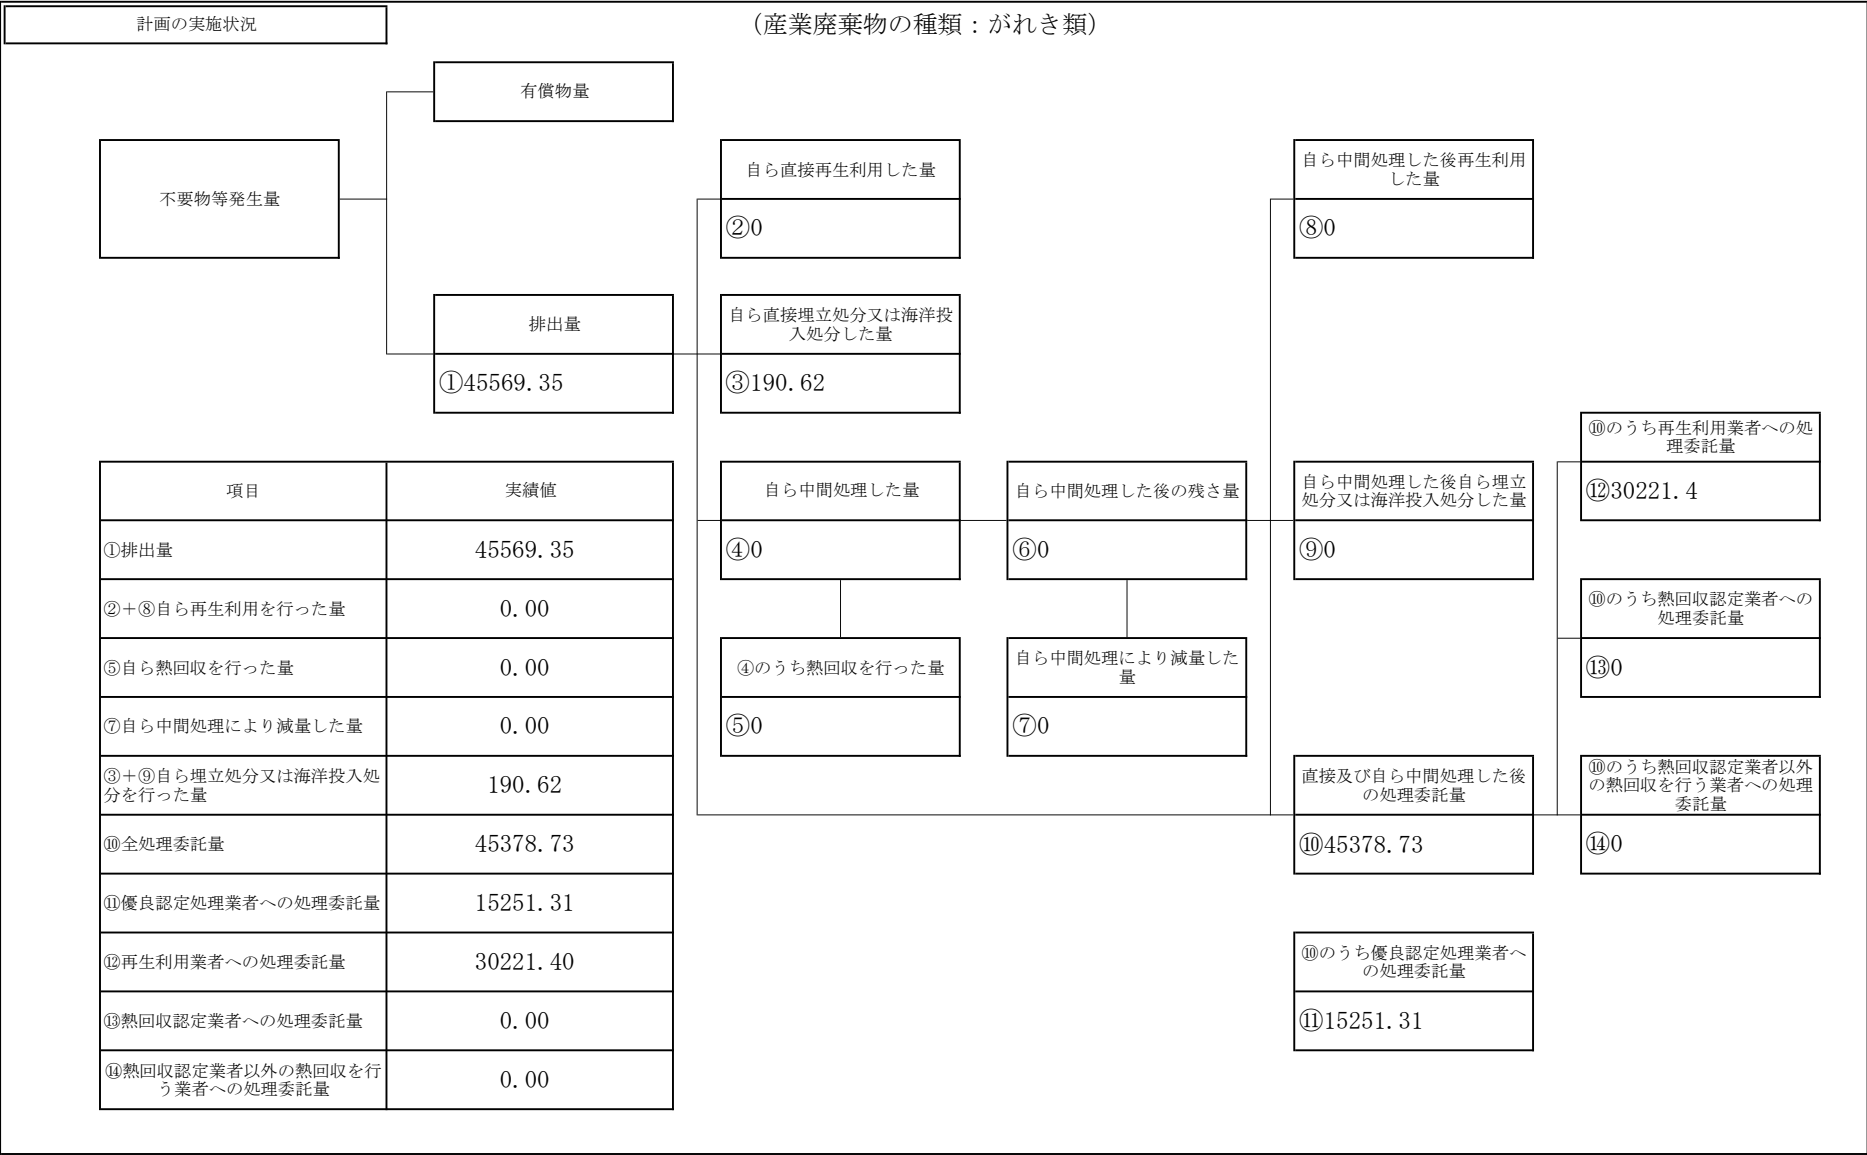 計画の実施状況
（産業廃棄物の種類：がれき類）
有償物量
不要物等発生量
自ら直接再生利用した量
②0
自ら中間処理した後再生利用
した量
⑧0
排出量
①45569.35
自ら直接埋立処分又は海洋投
入処分した量
③190.62
⑩のうち再生利用業者への処
理委託量
⑫30221.4
自ら中間処理した量
④0
自ら中間処理した後の残さ量
⑥0
自ら中間処理した後自ら埋立
処分又は海洋投入処分した量
⑨0
⑩のうち熱回収認定業者への
処理委託量
⑬0
④のうち熱回収を行った量
⑤0
自ら中間処理により減量した
量
⑦0
直接及び自ら中間処理した後
の処理委託量
⑩45378.73
⑩のうち熱回収認定業者以外
の熱回収を行う業者への処理
委託量
⑭0
⑩のうち優良認定処理業者へ
の処理委託量
⑪15251.31
項目 実績値
①排出量 45569.35
②＋⑧自ら再生利用を行った量 0.00
⑤自ら熱回収を行った量 0.00
⑦自ら中間処理により減量した量 0.00
③＋⑨自ら埋立処分又は海洋投入処
分を行った量 190.62
⑩全処理委託量 45378.73
⑪優良認定処理業者への処理委託量 15251.31
⑫再生利用業者への処理委託量 30221.40
⑬熱回収認定業者への処理委託量 0.00
⑭熱回収認定業者以外の熱回収を行
う業者への処理委託量 0.00